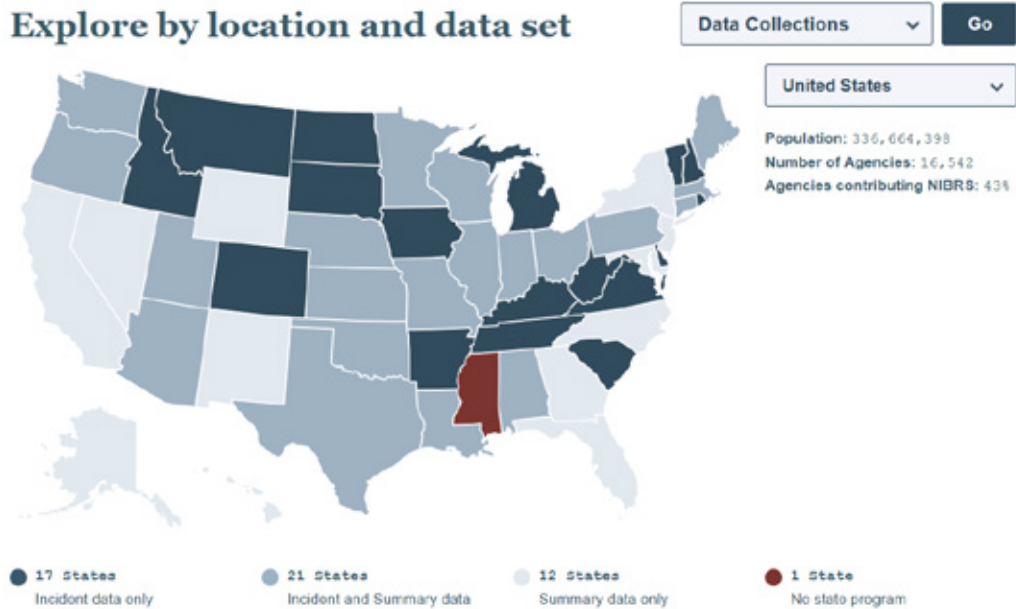 Explore by location and data set
Data Collections
Go
United States
Population: 336,664,398
Number of Agencies: 16,542
Agencies contributing NIBRS: 43%
17 States
Incident data only
21 States
Incident and Summary data
12 States
Summary data only
1 State
No state program